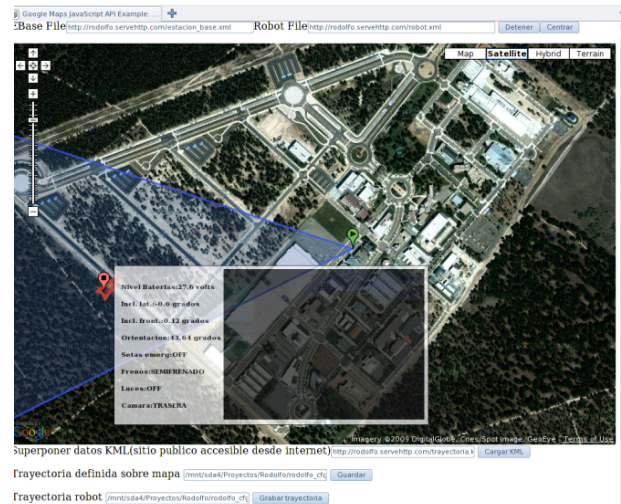 Google Maps JavaScript API Example: ...
EBase File http://rodolfo.servehttp.com/estacion_base.xml Robot File http://rodolfo.servehttp.com/robot.xml Detener Centrar
Map Satellite Hybrid Terrain
Nivel Baterias:27.6 volts
Incl. lat.:-0.6 grados
Incl. front.:0.12 grados
Orientacion:43.64 grados
Setas emerg:OFF
Frenos:SEMIFRENADO
Luces:OFF
Camara:TRASERA
Google
Imagery ©2009 DigitalGlobe, Cnes/Spot Image, GeoEye - Terms of Use
Superponer datos KML(sitio publico accesible desde internet) http://rodolfo.servehttp.com/trayectoria.k Cargar KML
Trayectoria definida sobre mapa /mnt/sda4/Proyectos/Rodolfo/rodolfo_cfg Guardar
Trayectoria robot /mnt/sda4/Proyectos/Rodolfo/rodolfo_cfg Grabar trayectoria